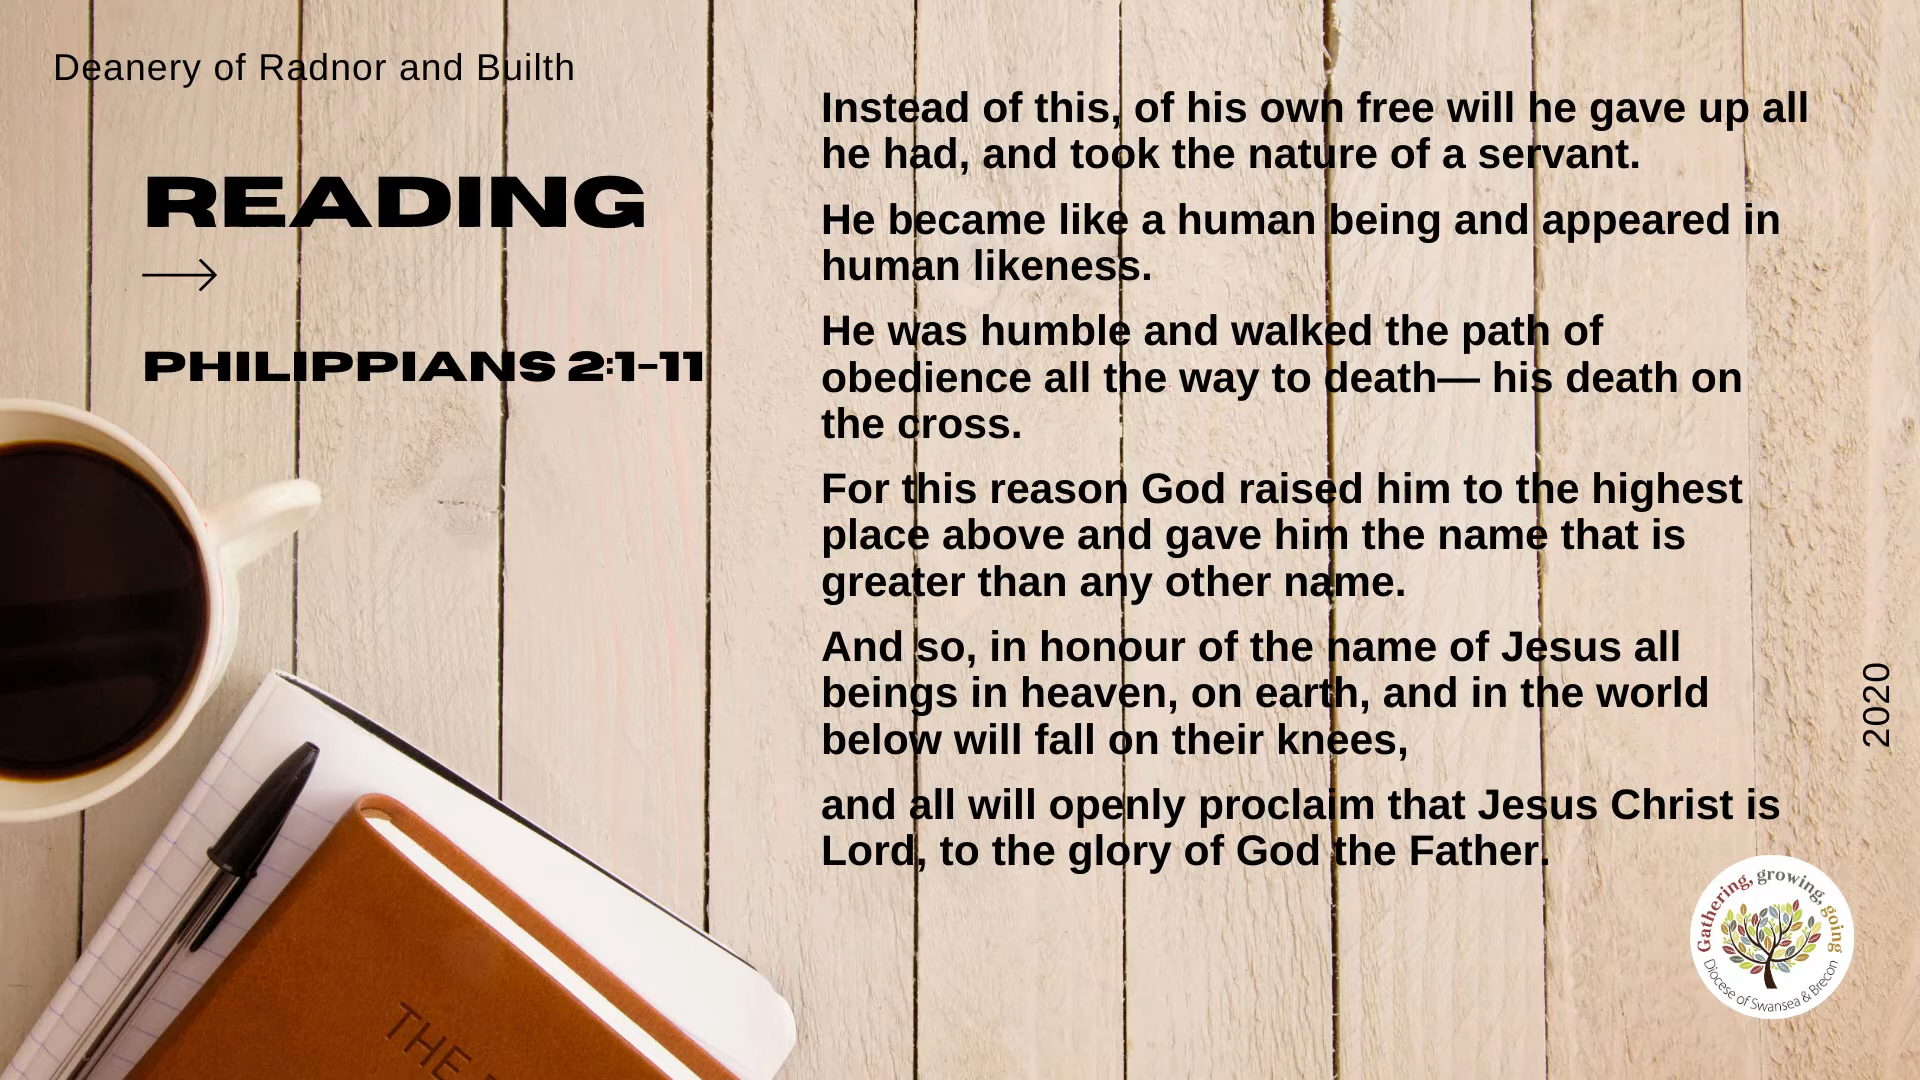 Deanery of Radnor and Builth
READING
PHILIPPIANS 2:1-11
Instead of this, of his own free will he gave up all
he had, and took the nature of a servant.
He became like a human being and appeared in
human likeness.
He was humble and walked the path of
obedience all the way to death— his death on
the cross.
For this reason God raised him to the highest
place above and gave him the name that is
greater than any other name.
And so, in honour of the name of Jesus all
beings in heaven, on earth, and in the world
below will fall on their knees,
and all will openly proclaim that Jesus Christ is
Lord, to the glory of God the Father.
2020
Gathering, growing, going
Diocese of Swansea & Brecon
THE